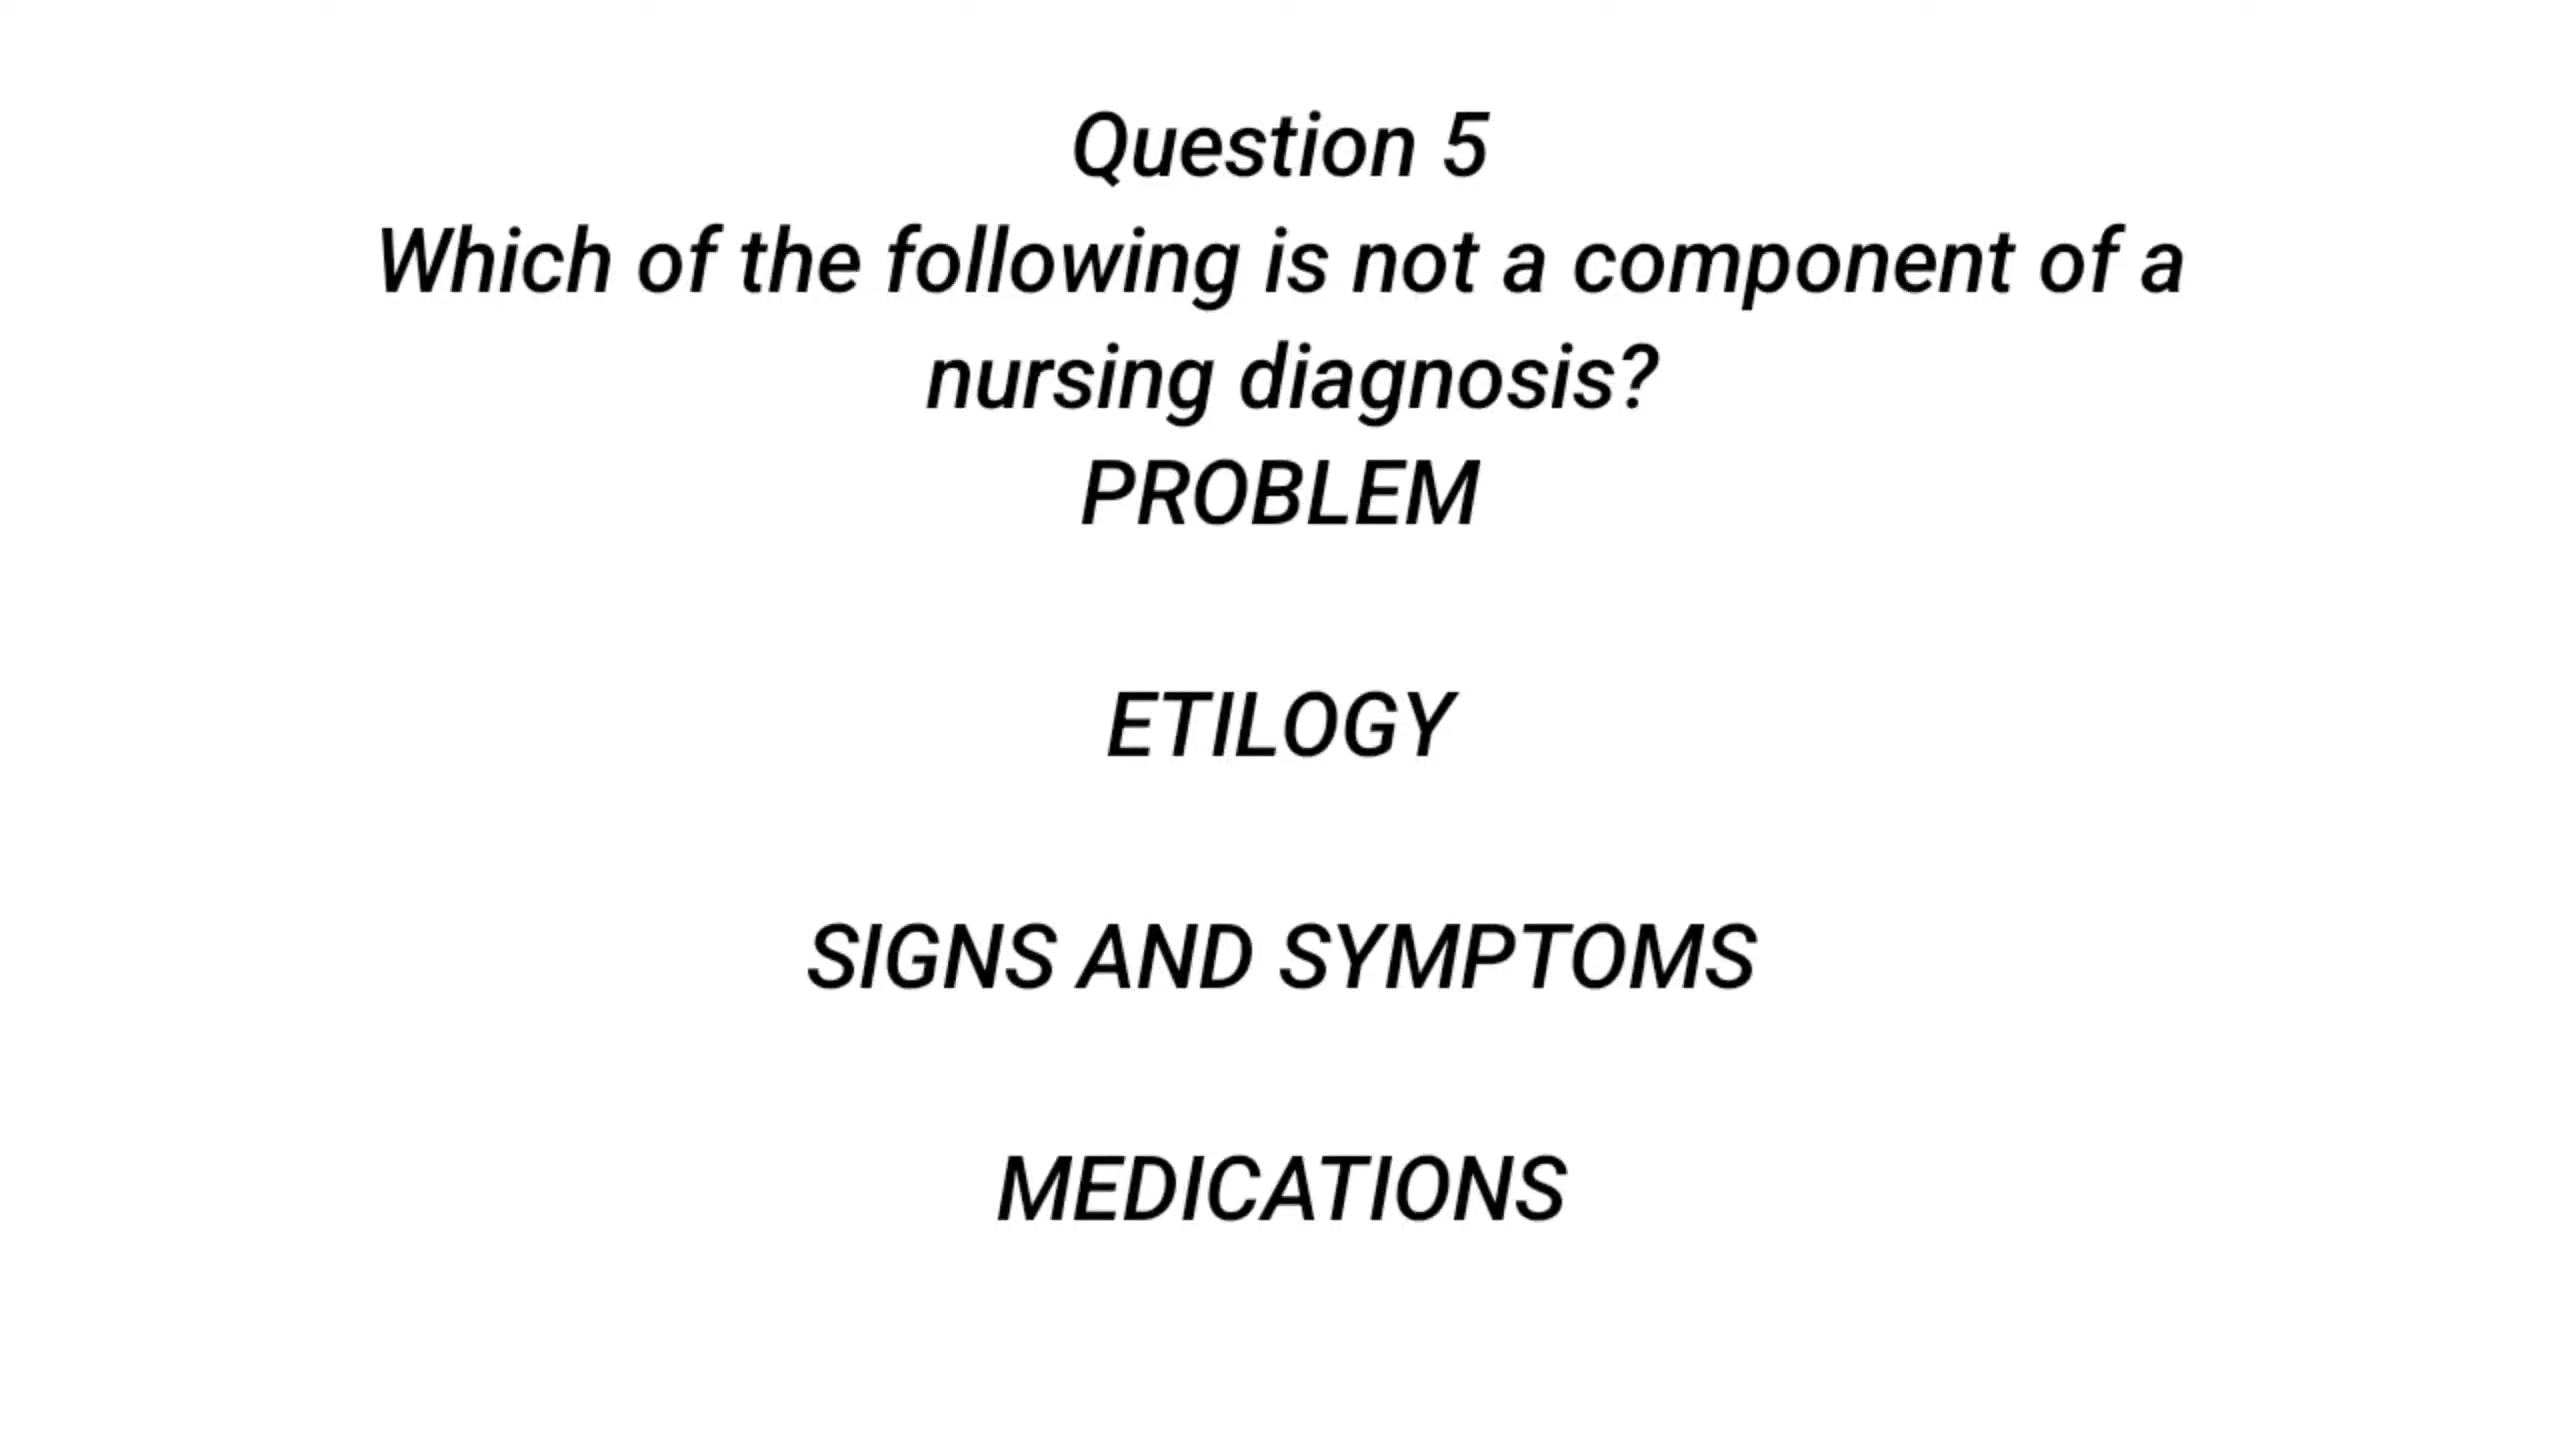 Question 5
Which of the following is not a component of a
nursing diagnosis?
PROBLEM
ETILOGY
SIGNS AND SYMPTOMS
MEDICATIONS